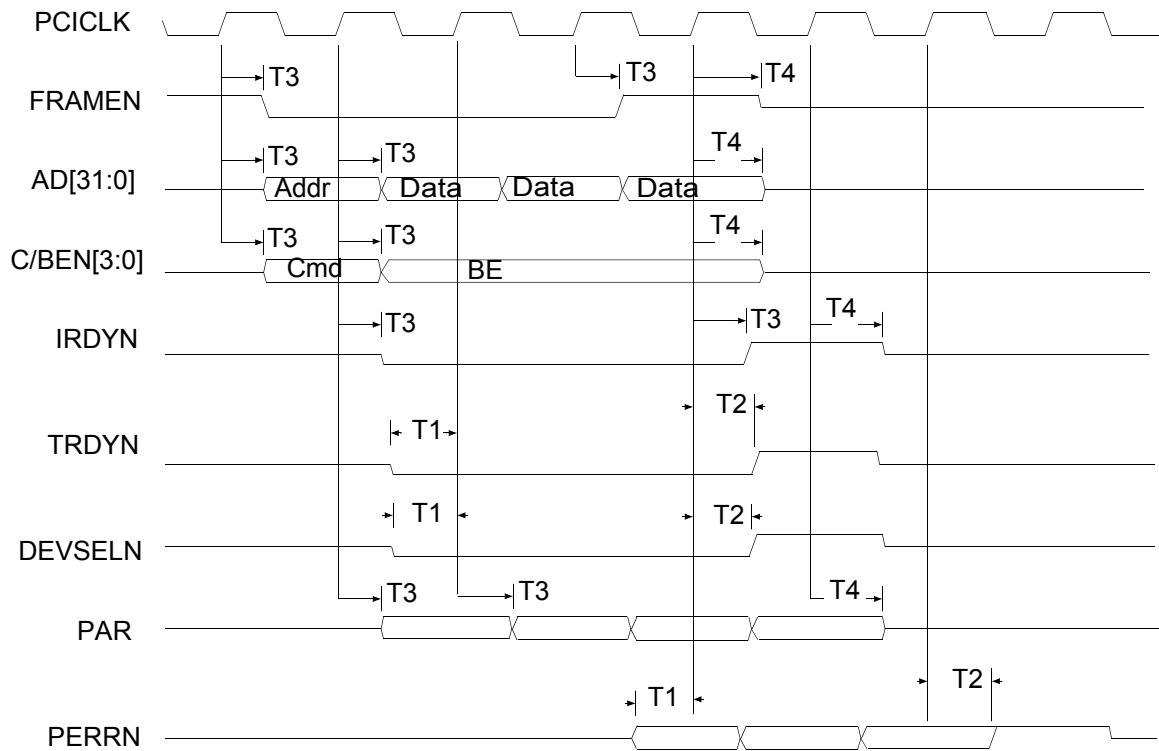 PCICLK
T3 T3 T4
FRAMEN
T3 T3 T4
AD[31:0] Addr Data Data Data
T3 T3 T4
C/BEN[3:0] Cmd BE
T3 T3 T4
IRDYN
T2
T1
TRDYN
T1 T2
DEVSELN
T3 T3 T4
PAR
T1 T2
PERRN